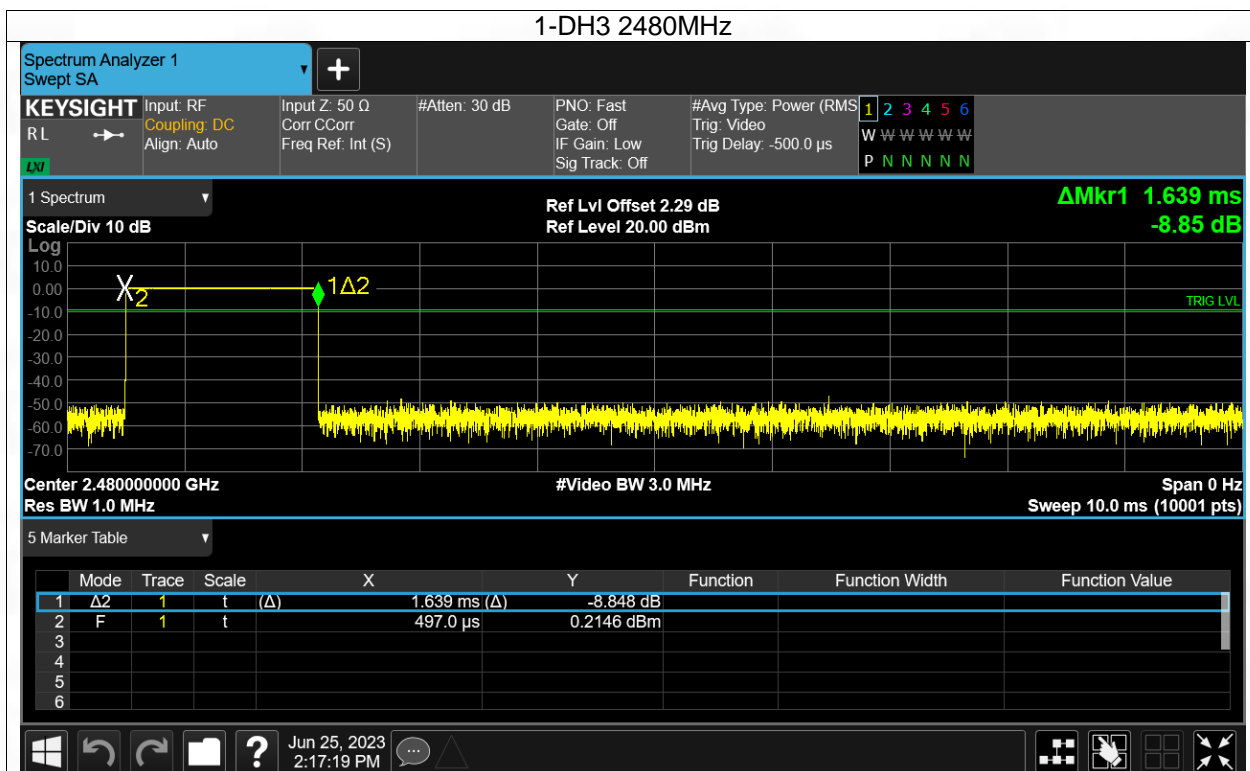 1-DH3 2480MHz
Spectrum Analyzer 1
Swept SA
KEYSIGHT
R L
LXI
Input: RF
Coupling: DC
Align: Auto
Input Z: 50 Ω
Corr CCorr
Freq Ref: Int (S)
#Atten: 30 dB
PNO: Fast
Gate: Off
IF Gain: Low
Sig Track: Off
#Avg Type: Power (RMS
Trig: Video
Trig Delay: -500.0 µs
1 2 3 4 5 6
W W W W W W
P N N N N N
1 Spectrum
Scale/Div 10 dB
Ref Lvl Offset 2.29 dB
Ref Level 20.00 dBm
ΔMkr1 1.639 ms
-8.85 dB
Log
10.0
0.00
-10.0
-20.0
-30.0
-40.0
-50.0
-60.0
-70.0
X2
1Δ2
TRIG LVL
Center 2.480000000 GHz
#Video BW 3.0 MHz
Span 0 Hz
Res BW 1.0 MHz
Sweep 10.0 ms (10001 pts)
5 Marker Table
Mode Trace Scale X Y Function Function Width Function Value
1 Δ2 1 t (Δ) 1.639 ms (Δ) -8.848 dB
2 F 1 t 497.0 µs 0.2146 dBm
3
4
5
6
?
Jun 25, 2023
2:17:19 PM